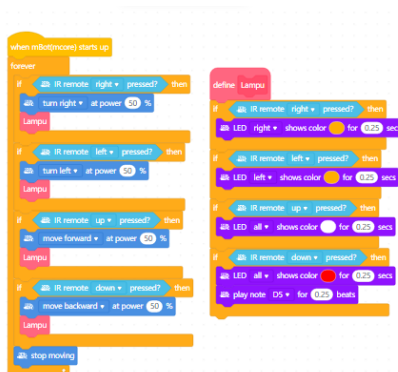 when mBot(mcore) starts up
forever
if IR remote right pressed? then
turn right at power 50 %
Lampu
if IR remote left pressed? then
turn left at power 50 %
Lampu
if IR remote up pressed? then
move forward at power 50 %
Lampu
if IR remote down pressed? then
move backward at power 50 %
Lampu
stop moving
define Lampu
if IR remote right pressed? then
LED right shows color for 0.25 secs
if IR remote left pressed? then
LED left shows color for 0.25 secs
if IR remote up pressed? then
LED all shows color for 0.25 secs
if IR remote down pressed? then
LED all shows color for 0.25 secs
play note D5 for 0.25 beats